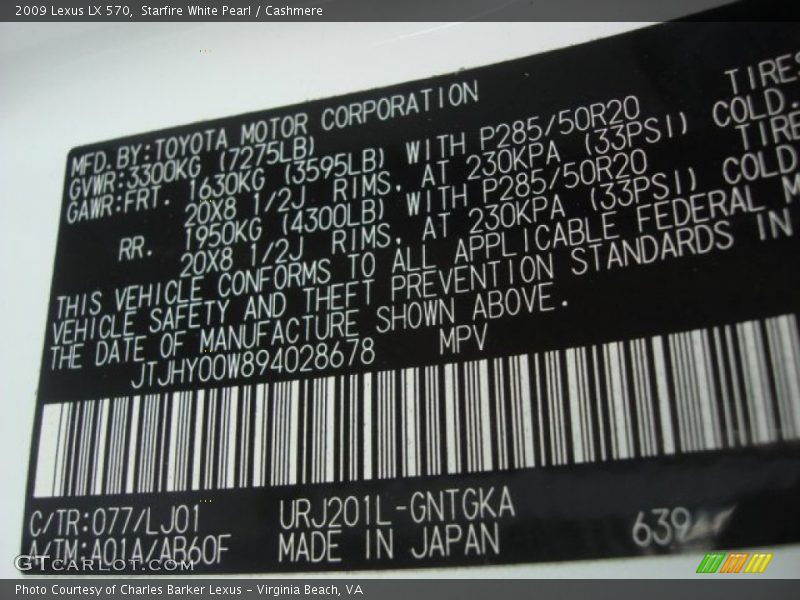 2009 Lexus LX 570, Starfire White Pearl / Cashmere
MFD.BY:TOYOTA MOTOR CORPORATION
GVWR:3300KG (7275LB)
GAWR:FRT. 1630KG (3595LB) WITH P285/50R20 TIRES
20X8 1/2J RIMS, AT 230KPA (33PSI) COLD.
RR. 1950KG (4300LB) WITH P285/50R20 TIRE
20X8 1/2J RIMS, AT 230KPA (33PSI) COLD
THIS VEHICLE CONFORMS TO ALL APPLICABLE FEDERAL M
VEHICLE SAFETY AND THEFT PREVENTION STANDARDS IN
THE DATE OF MANUFACTURE SHOWN ABOVE.
JTJHY00W894028678 MPV
C/TR:077/LJ01 URJ201L-GNTGKA
A/TM:A01A/AB60F MADE IN JAPAN 639
GTcarlot.com
Photo Courtesy of Charles Barker Lexus - Virginia Beach, VA